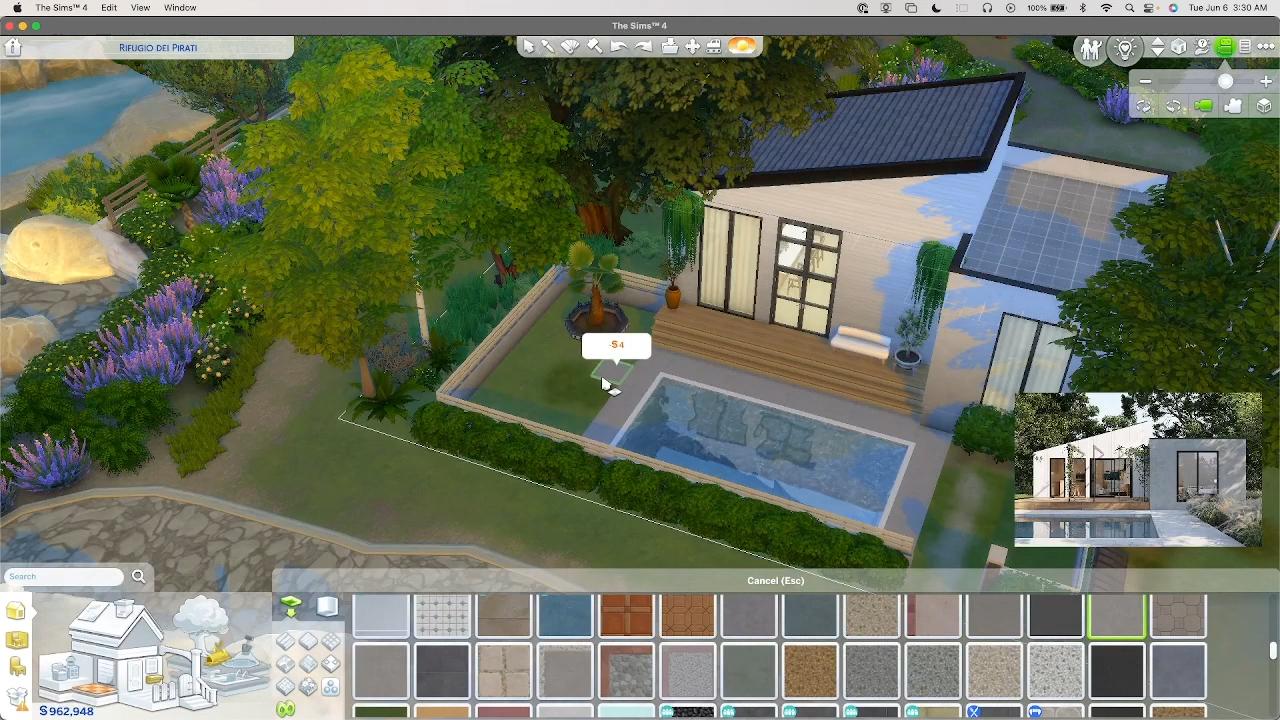 The Sims™ 4 Edit View Window 100% Tue Jun 6 3:30 AM
The Sims™ 4
RIFUGIO DEI PIRATI
-§4
Cancel (Esc)
Search
§962,948